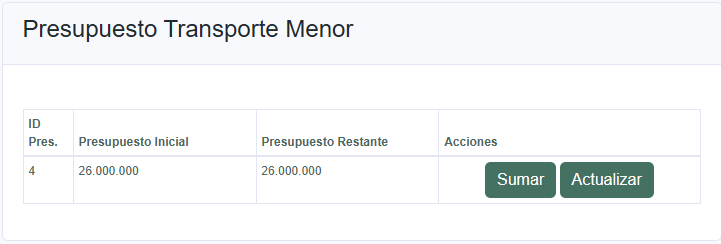 Presupuesto Transporte Menor
ID
Pres. Presupuesto Inicial Presupuesto Restante Acciones
4 26.000.000 26.000.000 Sumar Actualizar